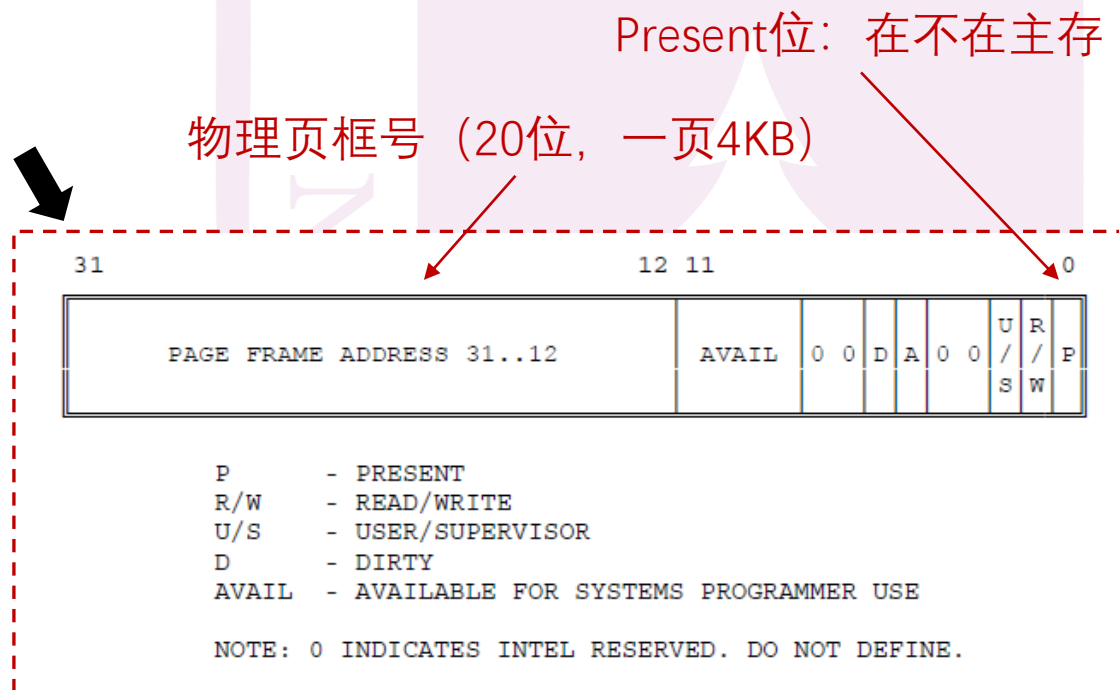 Present位：在不在主存
物理页框号（20位，一页4KB）
31 12 11 0
PAGE FRAME ADDRESS 31..12 AVAIL 0 0 D A 0 0 U/S R/W P
P - PRESENT
R/W - READ/WRITE
U/S - USER/SUPERVISOR
D - DIRTY
AVAIL - AVAILABLE FOR SYSTEMS PROGRAMMER USE
NOTE: 0 INDICATES INTEL RESERVED. DO NOT DEFINE.